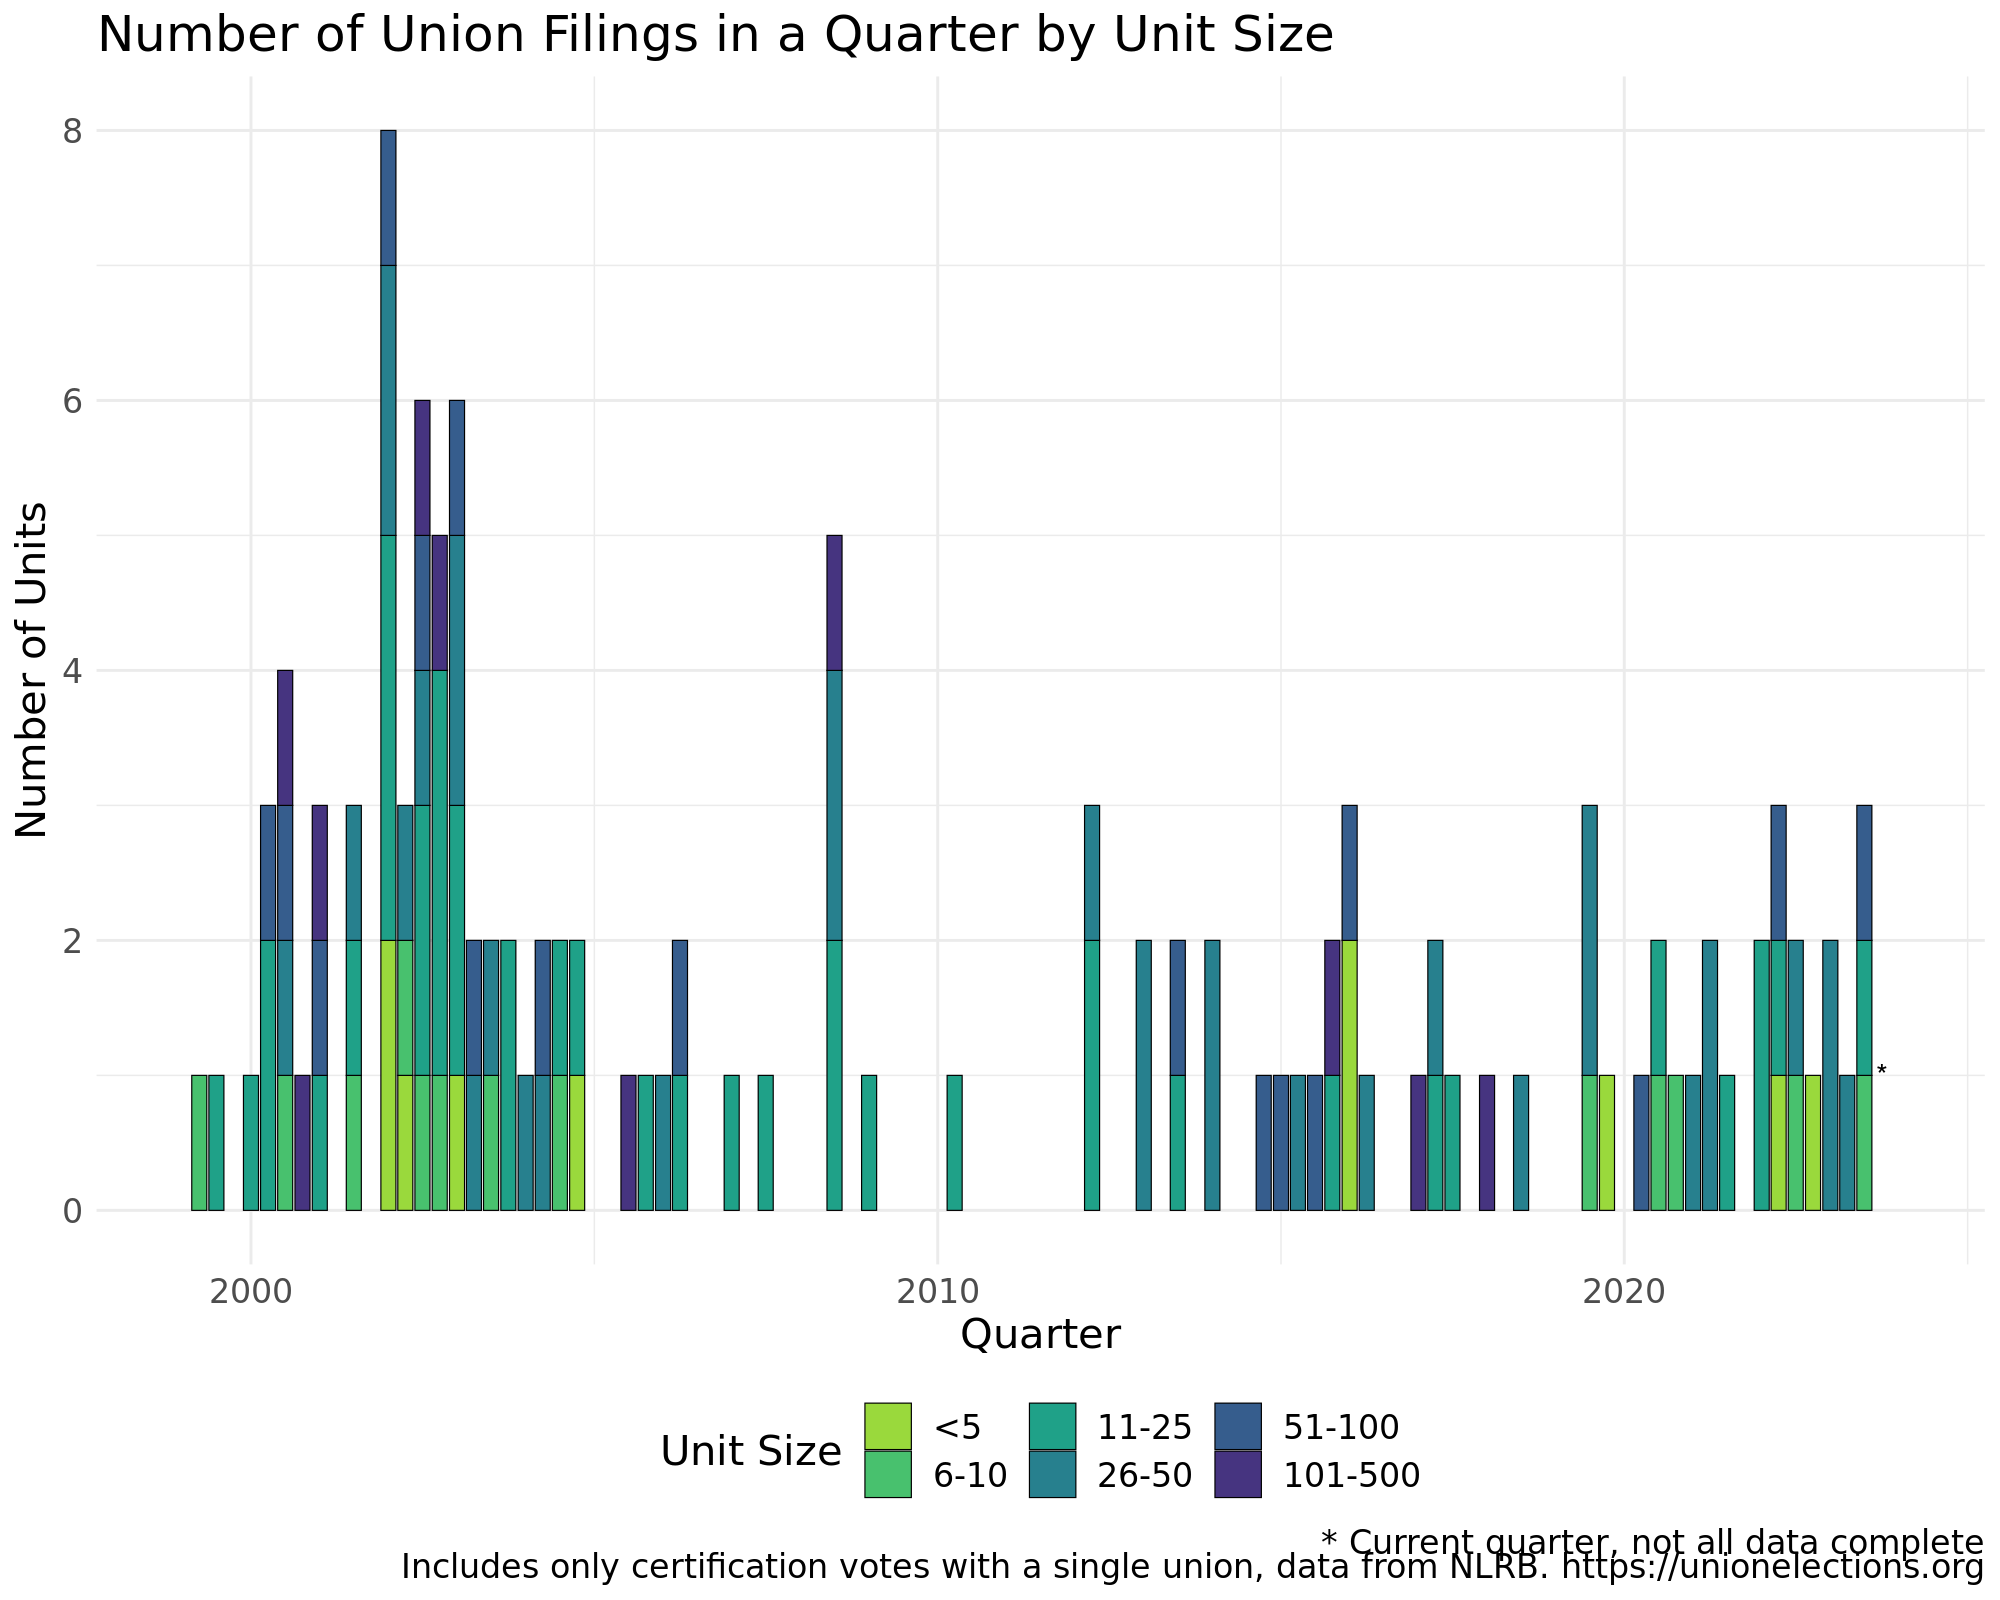 Number of Union Filings in a Quarter by Unit Size
Number of Units
8
6
4
2
0
*
2000 2010 2020
Quarter
Unit Size
<5 11-25 51-100
6-10 26-50 101-500
* Current quarter, not all data complete
Includes only certification votes with a single union, data from NLRB. https://unionelections.org